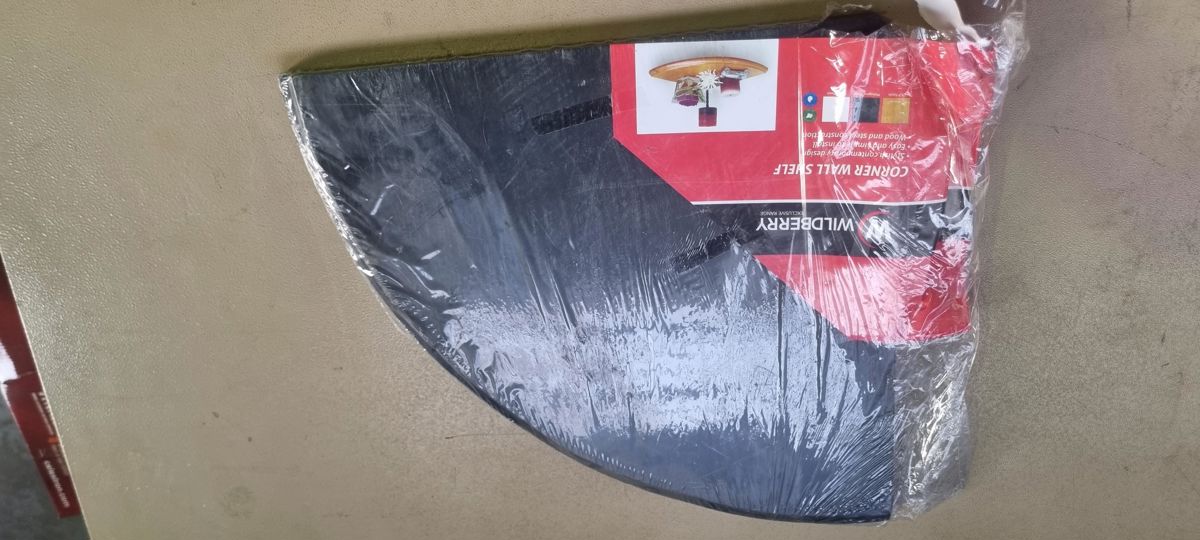 WILDBERRY
EXCLUSIVE RANGE
CORNER WALL SHELF
• Stylish contemporary design
• Easy and simple to install
• Wood and steel construction